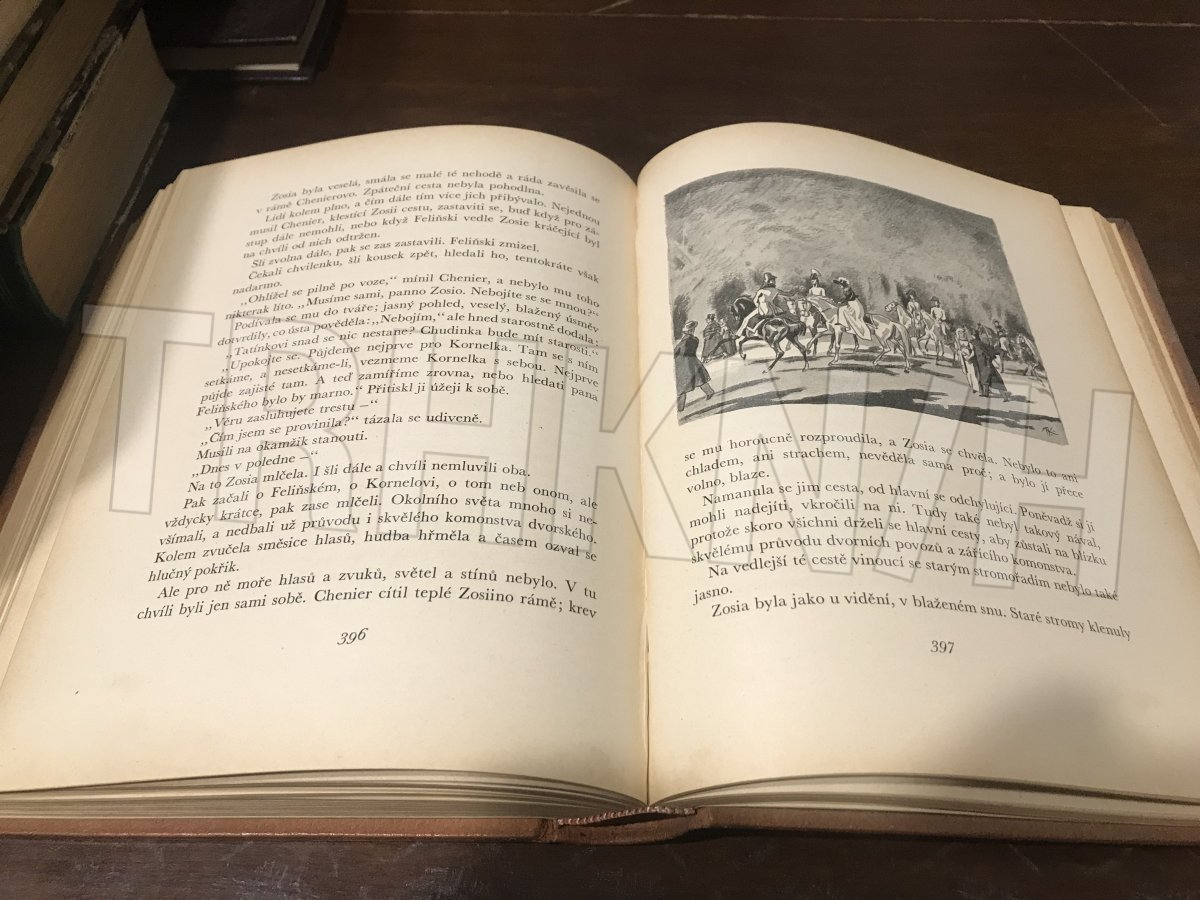 Zosia byla veselá, smála se malé té nehodě a ráda zavěsila se
v rámě Chenierovo. Zpáteční cesta nebyla pohodlna.
Lidí kolem plno, a čím dále tím více jich přibývalo. Nejednou
musil Chenier, klestící Zosii cestu, zastaviti se, buď když pro zá-
stup dále nemohli, nebo když Feliński vedle Zosie kráčející byl
na chvíli od nich odtržen.
Šli zvolna dále, pak se zas zastavili. Feliński zmizel.
Čekali chvilenku, šli kousek zpět, hledali ho, tentokráte však
nadarmo.
„Ohlížel se pilně po voze,“ mínil Chenier, a nebylo mu toho
nikterak líto. „Musíme sami, panno Zosio. Nebojíte se se mnou?“
Podívala se mu do tváře; jasný pohled, veselý, blažený úsměv
dotvrdily, co ústa pověděla: „Nebojím,“ ale hned starostně dodala:
„Tatínkovi snad se nic nestane? Chudinka bude mít starosti.“
„Upokojte se. Půjdeme nejprve pro Kornelka. Tam se s ním
setkáme, a nesetkáme-li, vezmeme Kornelka s sebou. Nejprve
půjde zajisté tam. A teď zamíříme zrovna, nebo hledati pana
Felińského bylo by marno.“ Přitiskl ji úžeji k sobě.
„Věru zasluhujete trestu —“
„Čím jsem se provinila?“ tázala se udiveně.
Musili na okamžik stanouti.
„Dnes v poledne —“
Na to Zosia mlčela. I šli dále a chvíli nemluvili oba.
Pak začali o Felińském, o Kornelovi, o tom neb onom, ale
vždycky krátce, pak zase mlčeli. Okolního světa mnoho si ne-
všímali, a nedbali už průvodu i skvělého komonstva dvorského.
Kolem zvučela směsice hlasů, hudba hřměla a časem ozval se
hlučný pokřik.
Ale pro ně moře hlasů a zvuků, světel a stínů nebylo. V tu
chvíli byli jen sami sobě. Chenier cítil teplé Zosiino rámě; krev
396
se mu horoucně rozproudila, a Zosia se chvěla. Nebylo to ani
chladem, ani strachem, nevěděla sama proč; a bylo jí přece
volno, blaze.
Namanula se jim cesta, od hlavní se odchylující. Poněvadž si jí
mohli nadejíti, vkročili na ni. Tudy také nebyl takový nával,
protože skoro všichni drželi se hlavní cesty, aby zůstali na blízku
skvělému průvodu dvorních povozů a zářícího komonstva.
Na vedlejší té cestě vinoucí se starým stromořadím nebylo také
jasno.
Zosia byla jako u vidění, v blaženém snu. Staré stromy klenuly
397
TRHKNIH